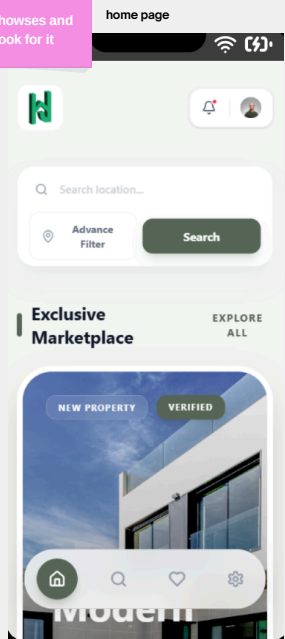 howses and
ook for it
home page
Search location...
Advance
Filter
Search
Exclusive
Marketplace
EXPLORE
ALL
NEW PROPERTY
VERIFIED
Modern